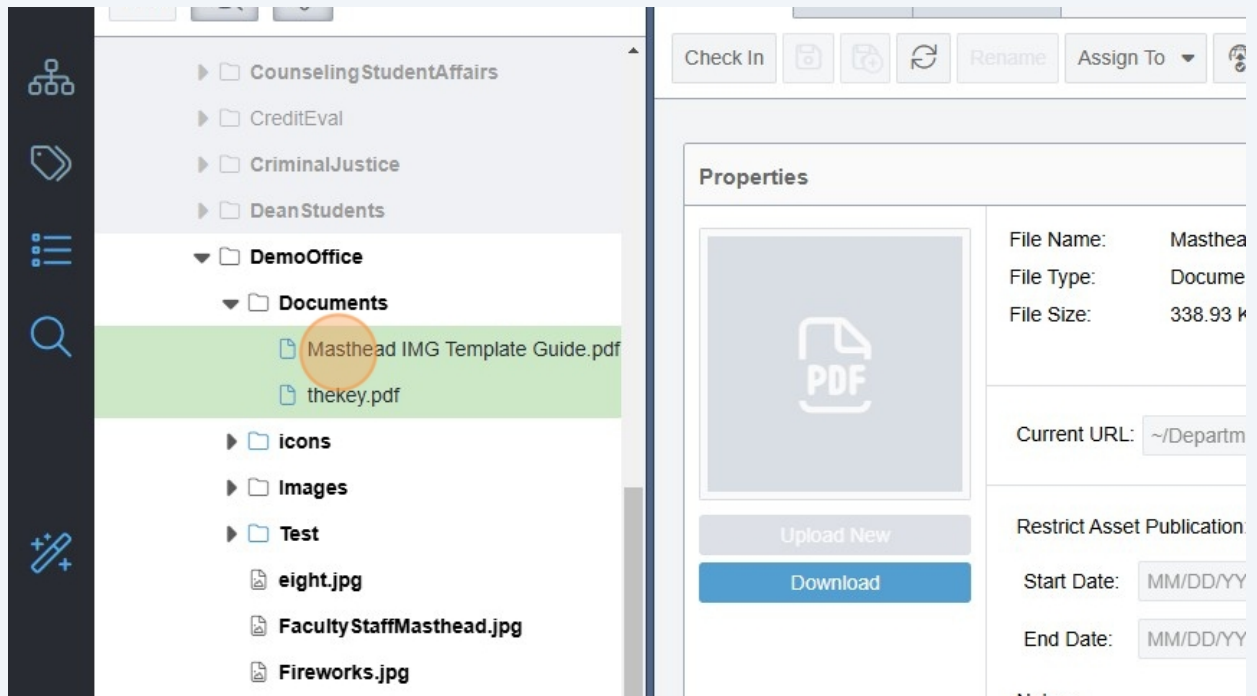 CounselingStudentAffairs
CreditEval
CriminalJustice
DeanStudents
DemoOffice
Documents
Masthead IMG Template Guide.pdf
thekey.pdf
icons
Images
Test
eight.jpg
FacultyStaffMasthead.jpg
Fireworks.jpg
Check In
Rename
Assign To
Properties
PDF
Upload New
Download
File Name: Masthea
File Type: Docume
File Size: 338.93 K
Current URL: ~/Departm
Restrict Asset Publication
Start Date: MM/DD/YY
End Date: MM/DD/YY